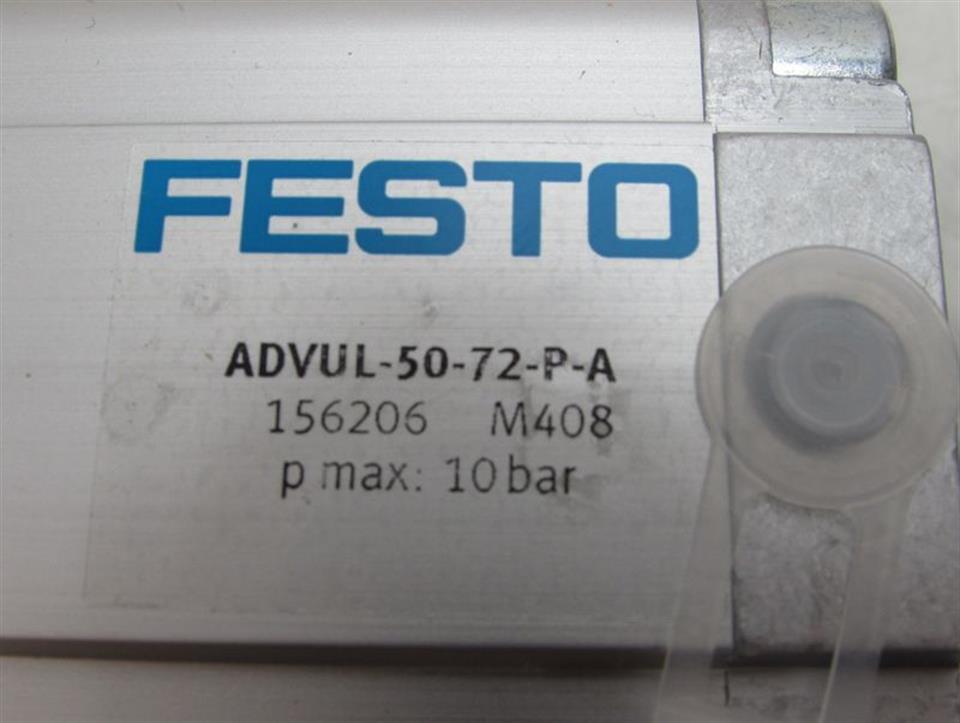 FESTO
ADVUL-50-72-P-A
156206 M408
p max: 10 bar